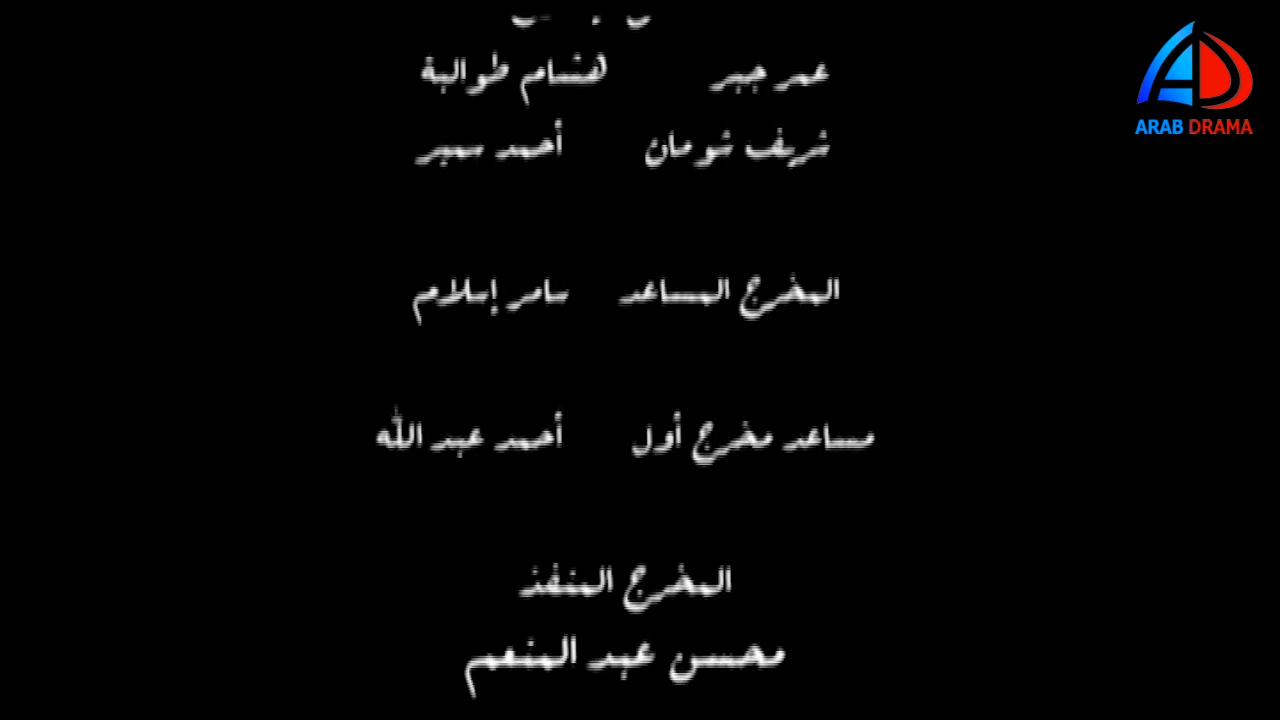 عمر جبر هشام طوالبة
شريف شومان أحمد سمير
المخرج المساعد سامر إسلام
مساعد مخرج أول أحمد عبد الله
المخرج المنفذ
محسن عبد المنعم
ARAB DRAMA